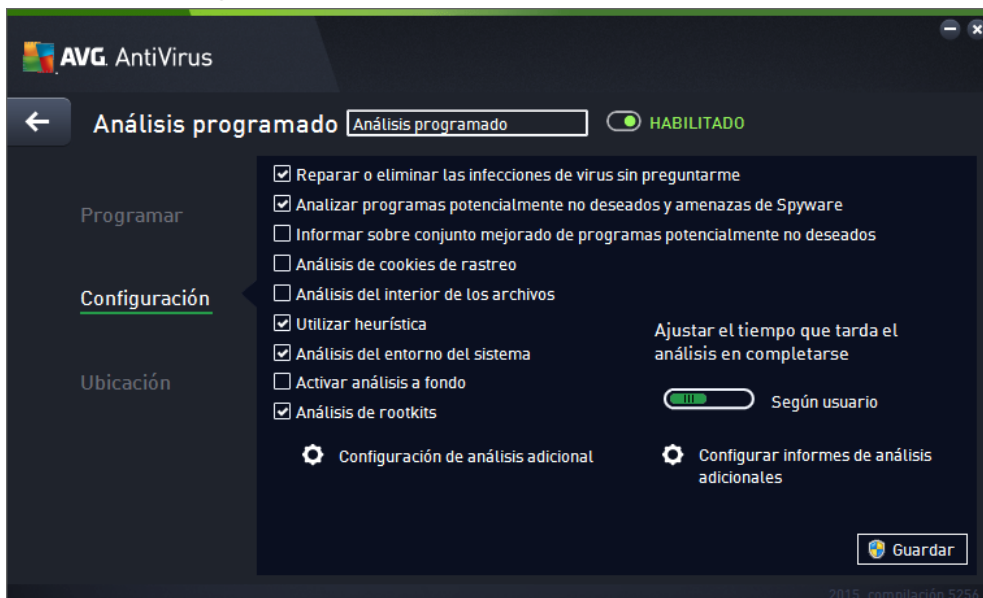 AVG. AntiVirus
Análisis programado
Análisis programado
HABILITADO
Programar
Configuración
Ubicación
Reparar o eliminar las infecciones de virus sin preguntarme
Analizar programas potencialmente no deseados y amenazas de Spyware
Informar sobre conjunto mejorado de programas potencialmente no deseados
Análisis de cookies de rastreo
Análisis del interior de los archivos
Utilizar heurística
Análisis del entorno del sistema
Activar análisis a fondo
Análisis de rootkits
Ajustar el tiempo que tarda el
análisis en completarse
Según usuario
Configuración de análisis adicional
Configurar informes de análisis
adicionales
Guardar
2015, compilación 5256